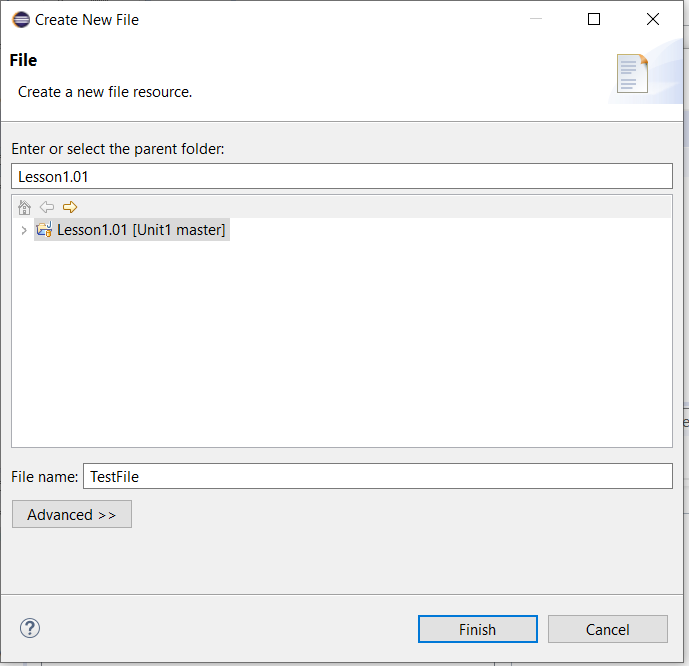 Create New File
File
Create a new file resource.
Enter or select the parent folder:
Lesson1.01
Lesson1.01 [Unit1 master]
File name: TestFile
Advanced >>
Finish Cancel